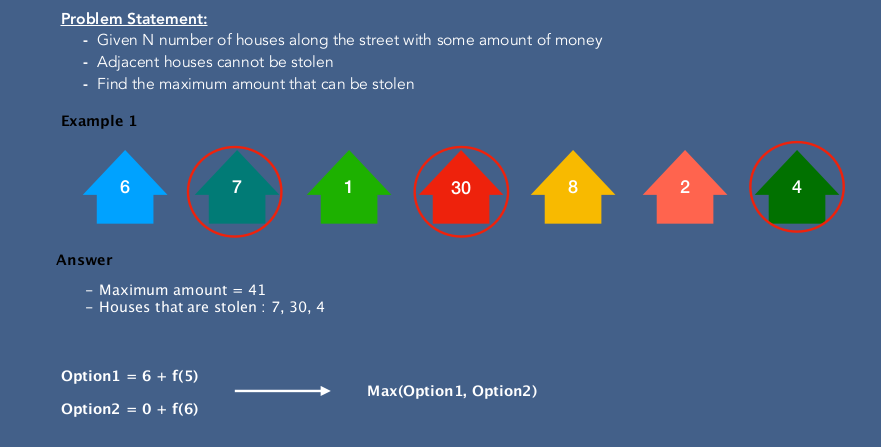 Problem Statement:
- Given N number of houses along the street with some amount of money
- Adjacent houses cannot be stolen
- Find the maximum amount that can be stolen
Example 1
6 7 1 30 8 2 4
Answer
- Maximum amount = 41
- Houses that are stolen : 7, 30, 4
Option1 = 6 + f(5)
Max(Option1, Option2)
Option2 = 0 + f(6)